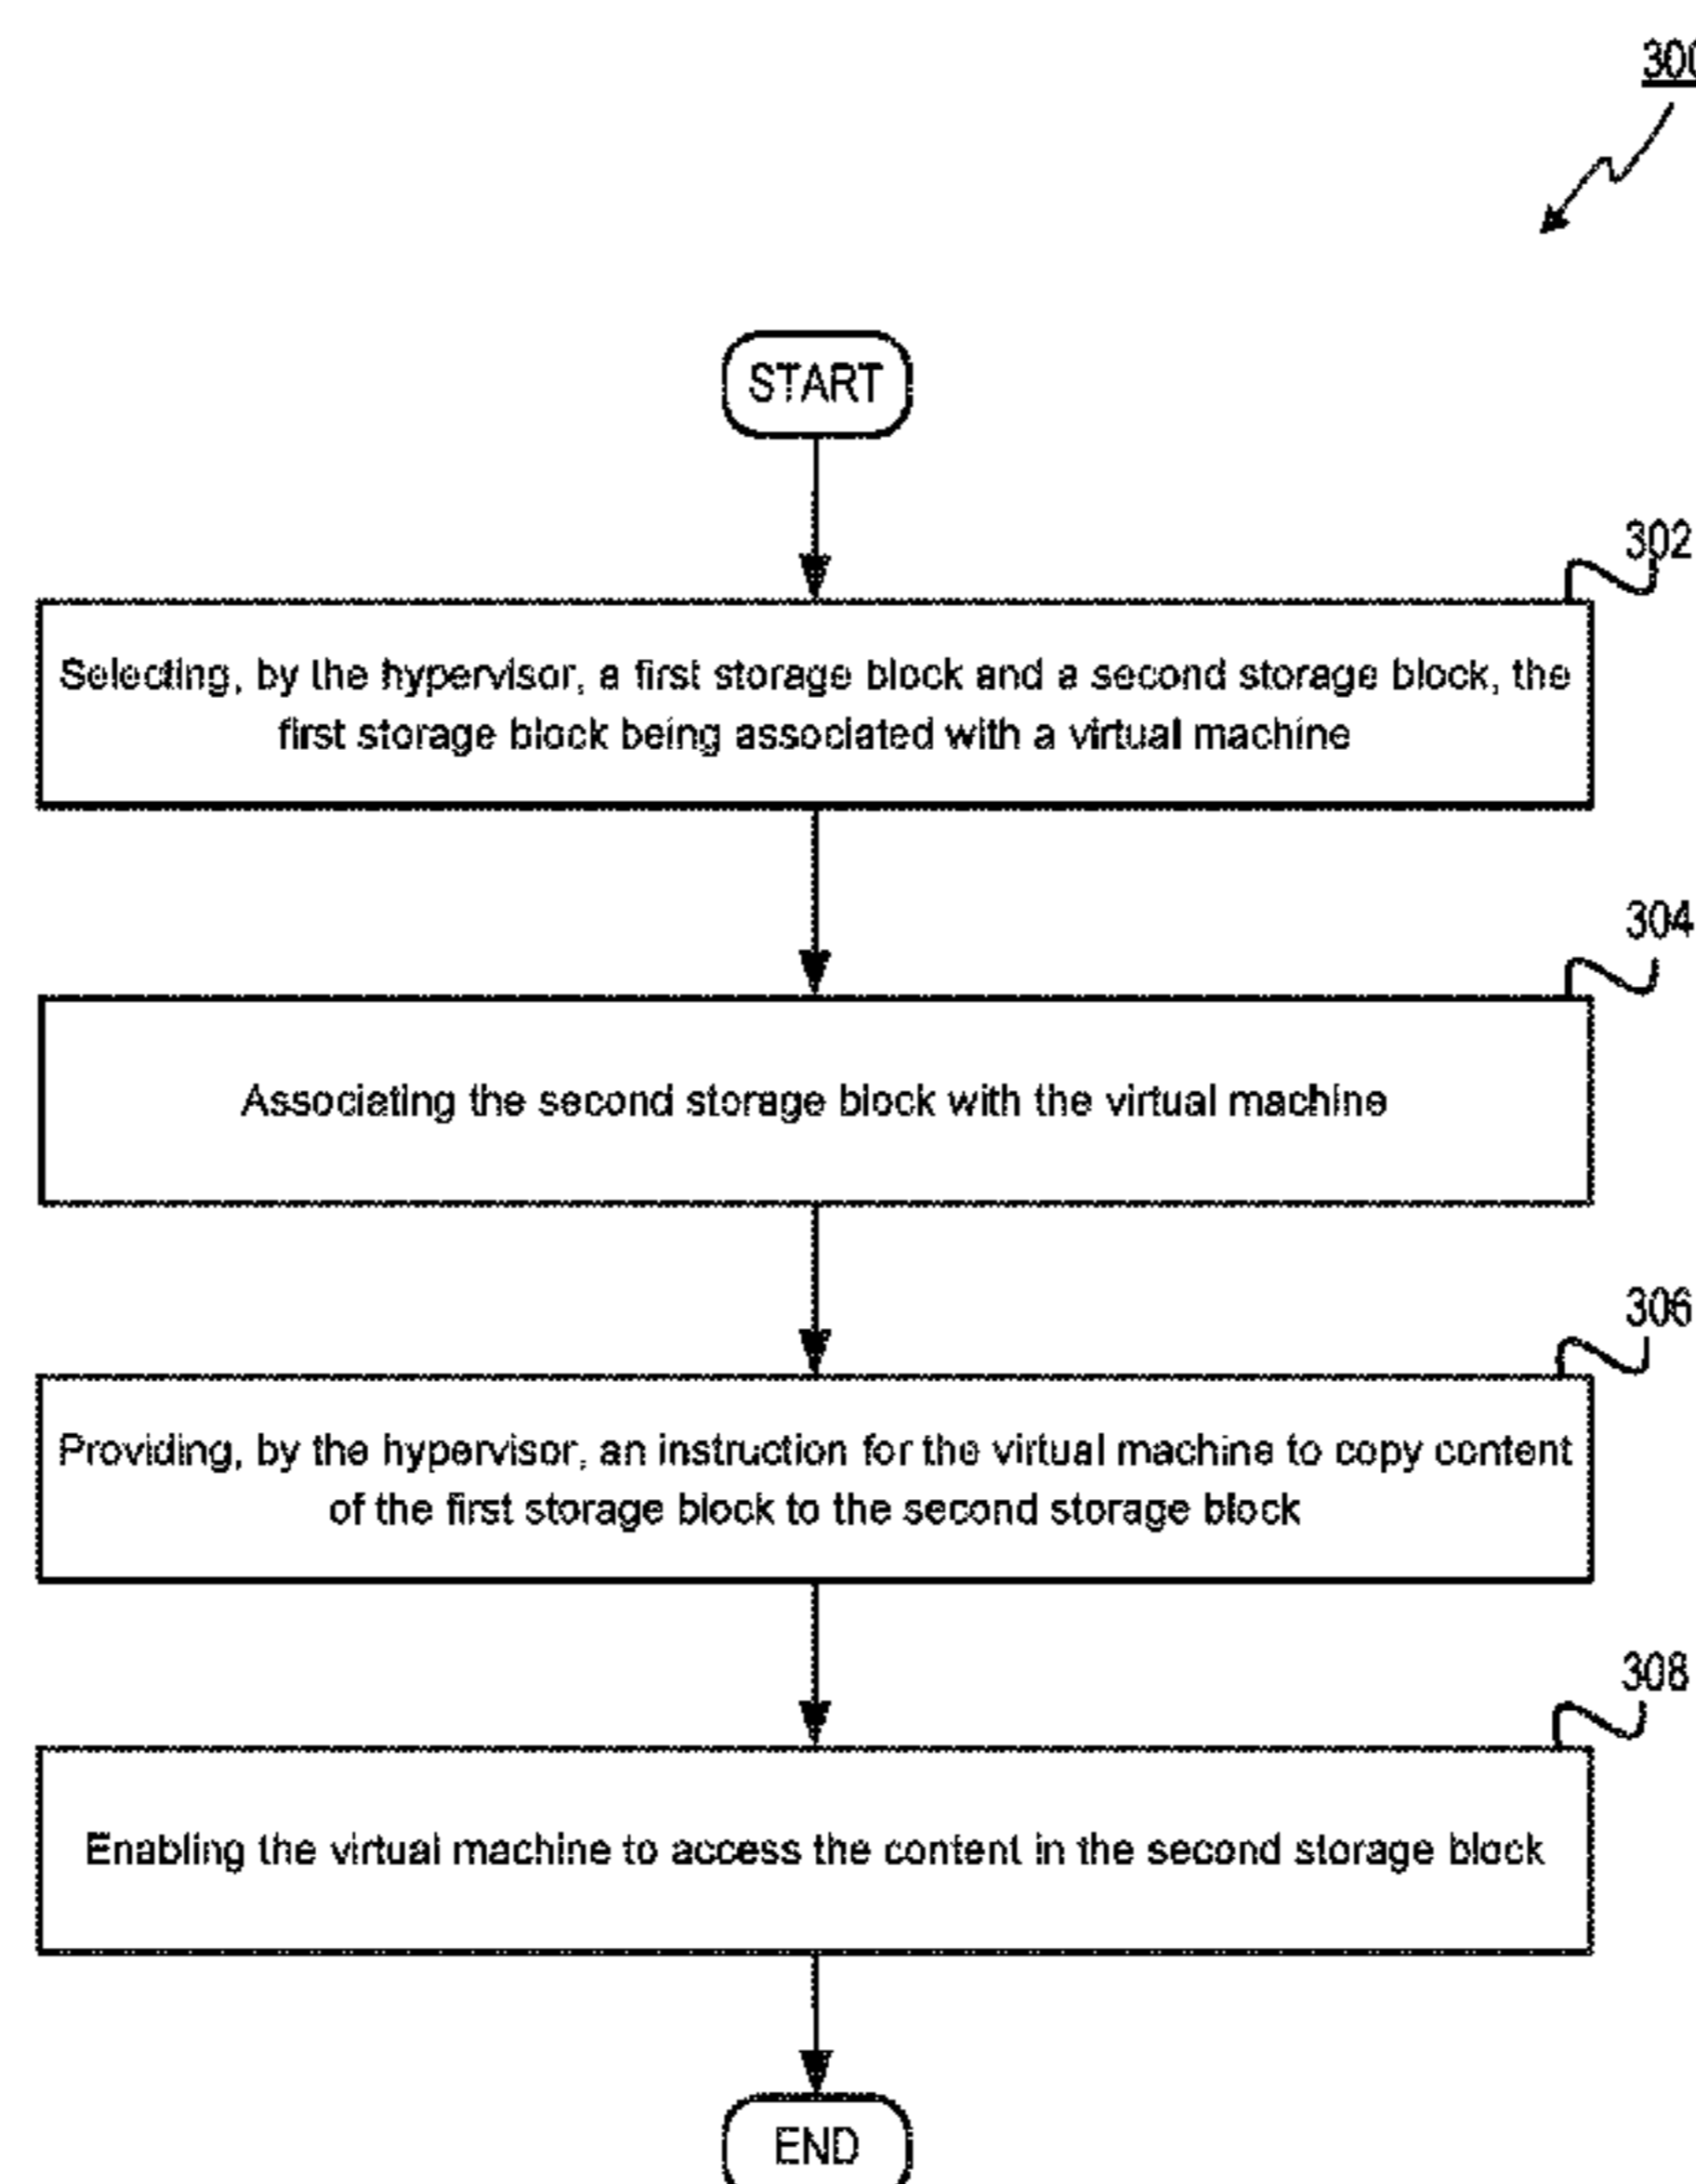 300
START
302
Selecting, by the hypervisor, a first storage block and a second storage block, the
first storage block being associated with a virtual machine
304
Associating the second storage block with the virtual machine
306
Providing, by the hypervisor, an instruction for the virtual machine to copy content
of the first storage block to the second storage block
308
Enabling the virtual machine to access the content in the second storage block
END